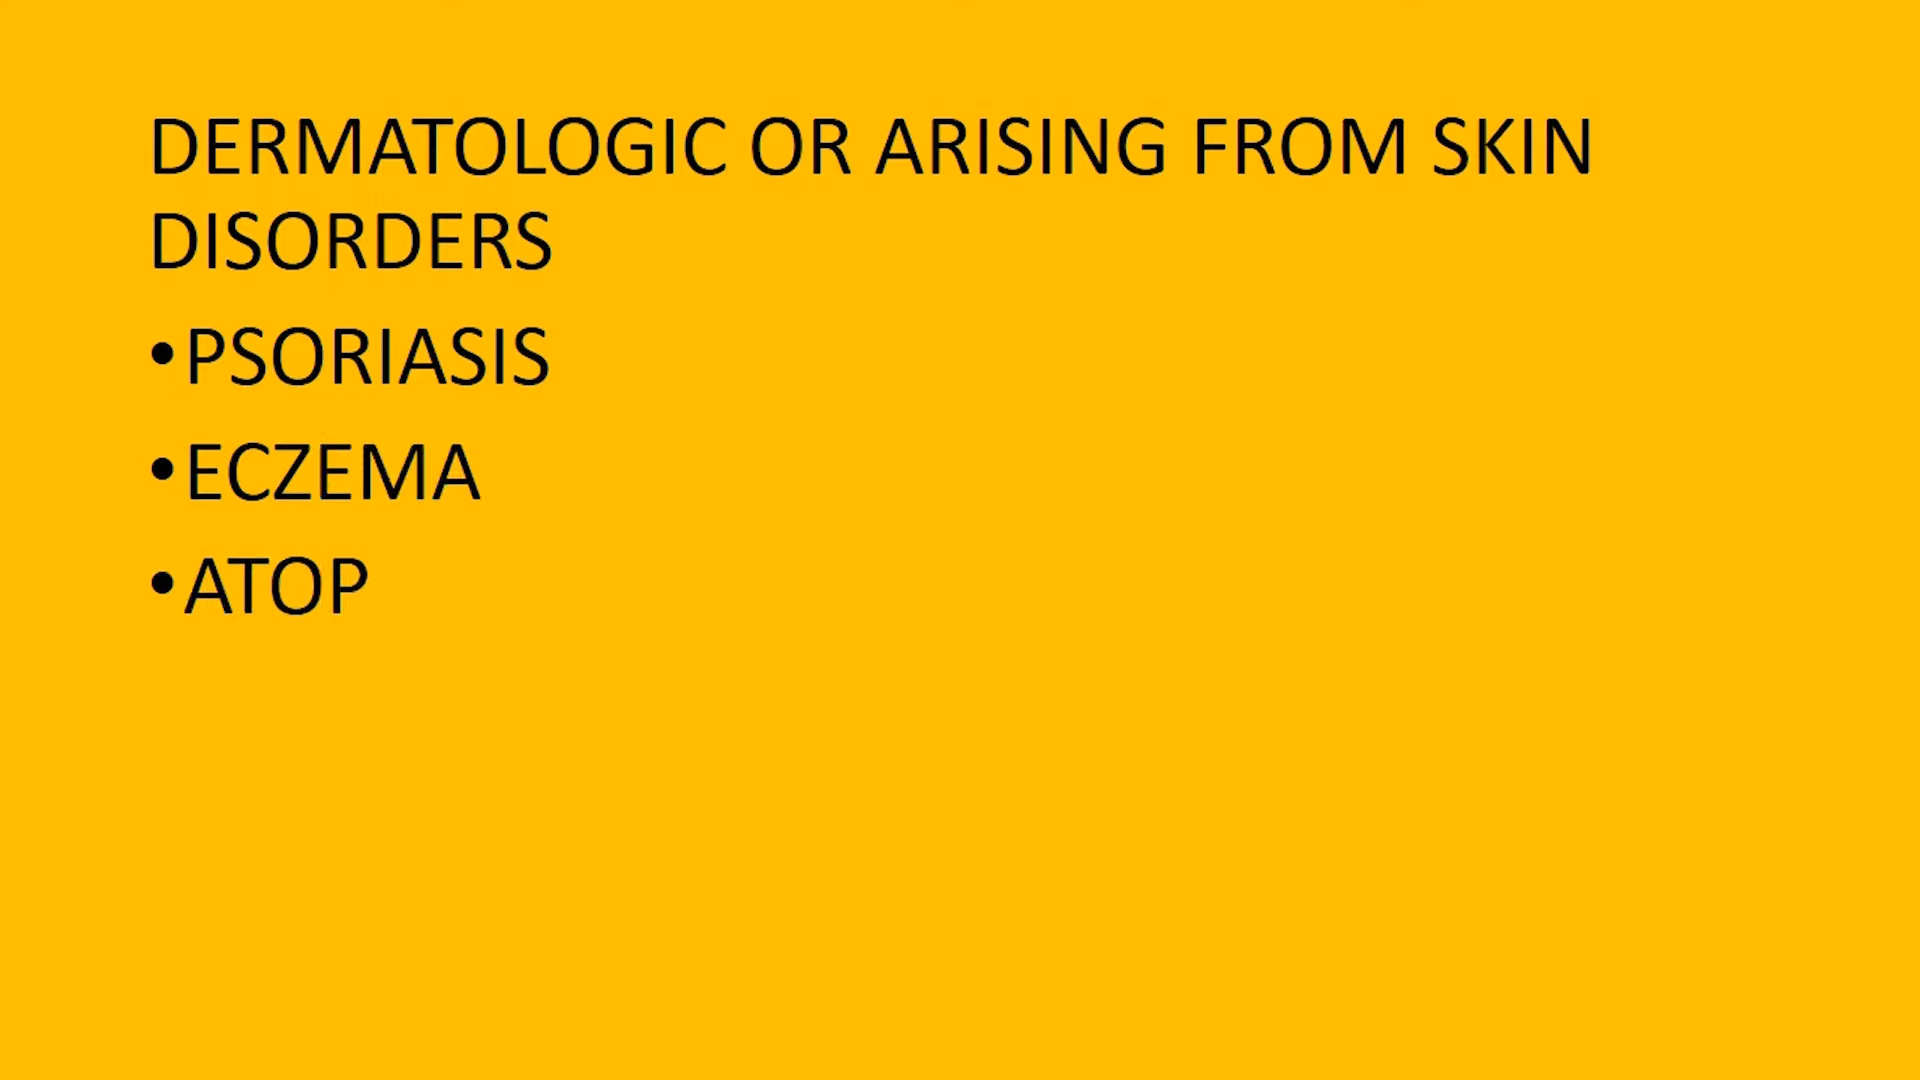 DERMATOLOGIC OR ARISING FROM SKIN
DISORDERS
•PSORIASIS
•ECZEMA
•ATOP